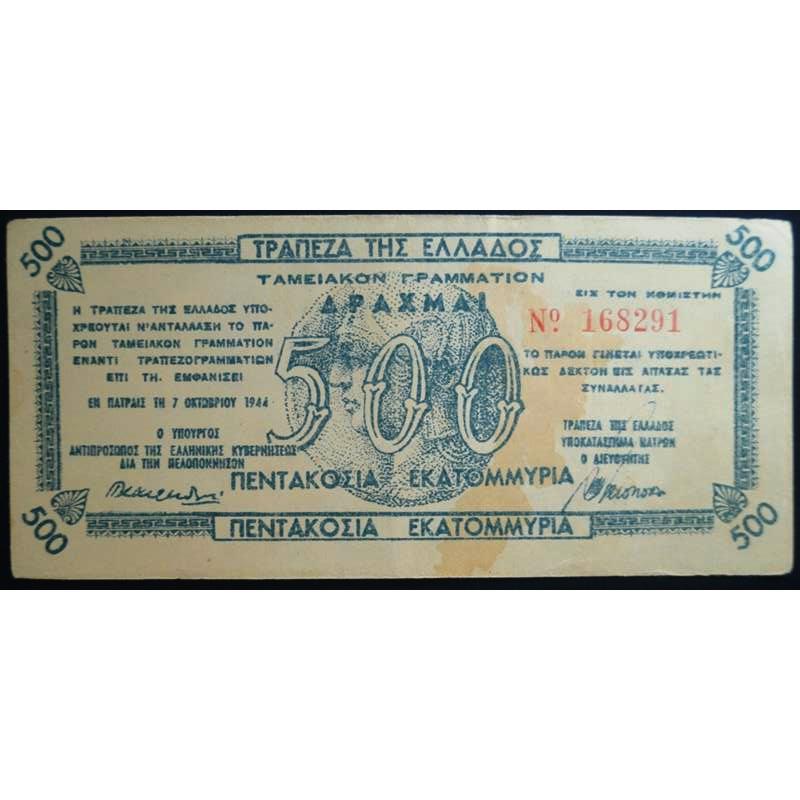 500
500
ΤΡΑΠΕΖΑ ΤΗΣ ΕΛΛΑΔΟΣ
ΤΑΜΕΙΑΚΟΝ ΓΡΑΜΜΑΤΙΟΝ
ΔΡΑΧΜΑΙ
500
Η ΤΡΑΠΕΖΑ ΤΗΣ ΕΛΛΑΔΟΣ ΥΠΟ-
ΧΡΕΟΥΤΑΙ Ν'ΑΝΤΑΛΛΑΞΗ ΤΟ ΠΑ-
ΡΟΝ ΤΑΜΕΙΑΚΟΝ ΓΡΑΜΜΑΤΙΟΝ
ΕΝΑΝΤΙ ΤΡΑΠΕΖΟΓΡΑΜΜΑΤΙΩΝ
ΕΠΙ ΤΗ. ΕΜΦΑΝΙΣΕΙ
ΕΝ ΠΑΤΡΑΙΣ ΤΗ 7 ΟΚΤΩΒΡΙΟΥ 1944
Ο ΥΠΟΥΡΓΟΣ
ΑΝΤΙΠΡΟΣΩΠΟΣ ΤΗΣ ΕΛΛΗΝΙΚΗΣ ΚΥΒΕΡΝΗΣΕΩΣ
ΔΙΑ ΤΗΝ ΠΕΛΟΠΟΝΝΗΣΟΝ
ΕΙΣ ΤΟΝ ΚΟΜΙΣΤΗΝ
Νο 168291
ΤΟ ΠΑΡΟΝ ΓΙΝΕΤΑΙ ΥΠΟΧΡΕΩΤΙ-
ΚΩΣ ΔΕΚΤΟΝ ΕΙΣ ΑΠΑΣΑΣ ΤΑΣ
ΣΥΝΑΛΛΑΓΑΣ.
ΤΡΑΠΕΖΑ ΤΗΣ ΕΛΛΑΔΟΣ
ΥΠΟΚΑΤΑΣΤΗΜΑ ΠΑΤΡΩΝ
Ο ΔΙΕΥΘΥΝΤΗΣ
ΠΕΝΤΑΚΟΣΙΑ ΕΚΑΤΟΜΜΥΡΙΑ
ΠΕΝΤΑΚΟΣΙΑ ΕΚΑΤΟΜΜΥΡΙΑ
500
500